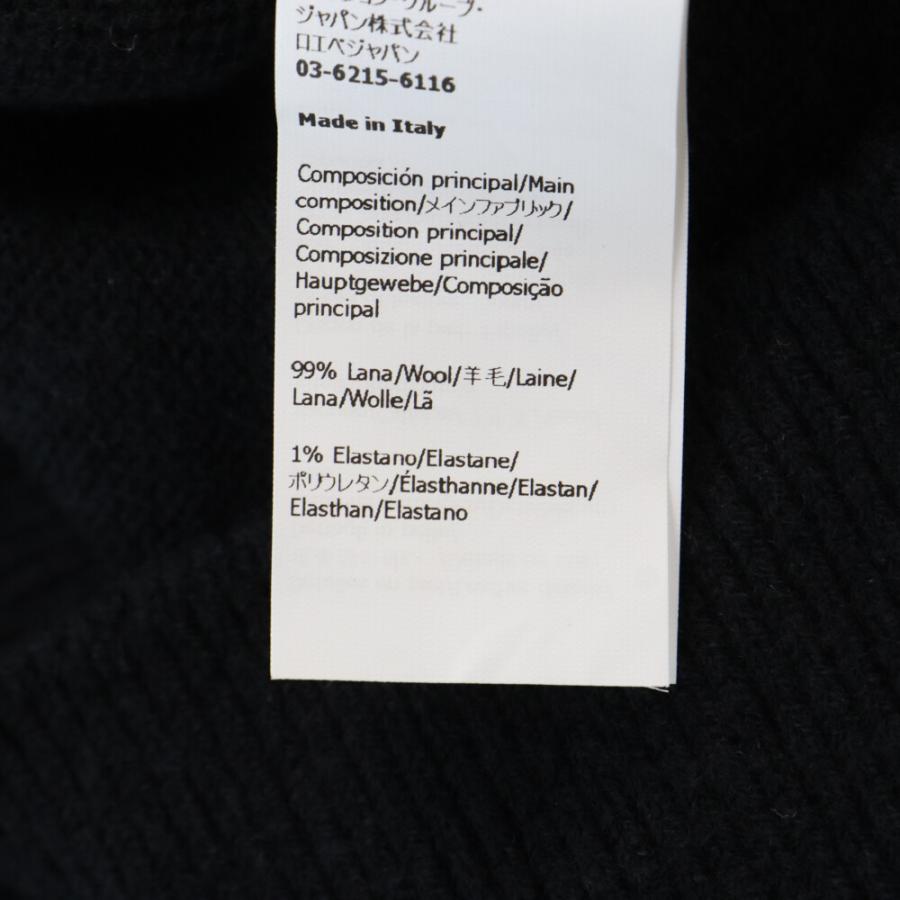 ジャパン株式会社
ロエベジャパン
03-6215-6116
Made in Italy
Composición principal/Main
composition/メインファブリック/
Composition principal/
Composizione principale/
Hauptgewebe/Composição
principal
99% Lana/Wool/羊毛/Laine/
Lana/Wolle/Lã
1% Elastano/Elastane/
ポリウレタン/Élasthanne/Elastan/
Elasthan/Elastano